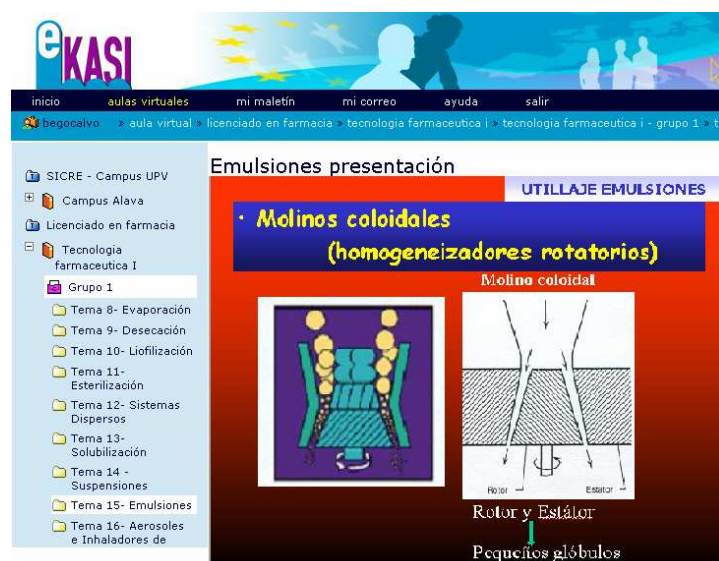 eKASI
inicio aulas virtuales mi maletín mi correo ayuda salir
begocalvo » aula virtual » licenciado en farmacia » tecnologia farmaceutica i » tecnologia farmaceutica i - grupo 1 » t
SICRE - Campus UPV
Campus Alava
Licenciado en farmacia
Tecnologia
farmaceutica I
Grupo 1
Tema 8- Evaporación
Tema 9- Desecación
Tema 10- Liofilización
Tema 11-
Esterilización
Tema 12- Sistemas
Dispersos
Tema 13-
Solubilización
Tema 14 -
Suspensiones
Tema 15- Emulsiones
Tema 16- Aerosoles
e Inhaladores de
Emulsiones presentación
UTILLAJE EMULSIONES
· Molinos coloidales
(homogeneizadores rotatorios)
Molino coloidal
Rotor Estator
Rotor y Estátor
Pequeños glóbulos